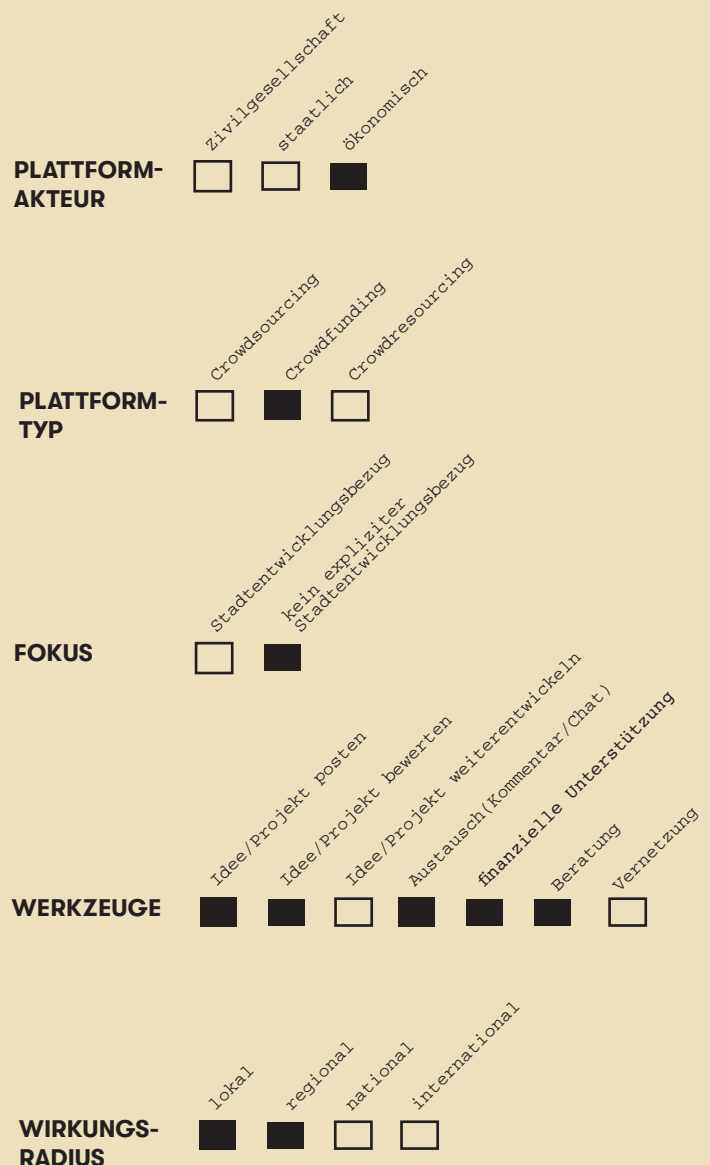 Zivilgesellschaft
staatlich
ökonomisch
PLATTFORM-
AKTEUR
Crowdsourcing
Crowdfunding
Crowdresourcing
PLATTFORM-
TYP
Stadtentwicklungsbezug
kein expliziter
Stadtentwicklungsbezug
FOKUS
Idee/Projekt posten
Idee/Projekt bewerten
Idee/Projekt weiterentwickeln
Austausch(Kommentar/Chat)
finanzielle Unterstützung
Beratung
Vernetzung
WERKZEUGE
lokal
regional
national
international
WIRKUNGS-
RADIUS